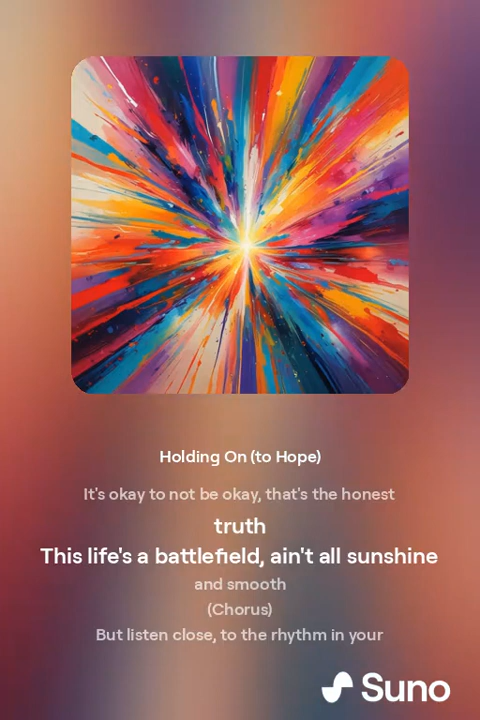 Holding On (to Hope)
It's okay to not be okay, that's the honest
truth
This life's a battlefield, ain't all sunshine
and smooth
(Chorus)
But listen close, to the rhythm in your
Suno